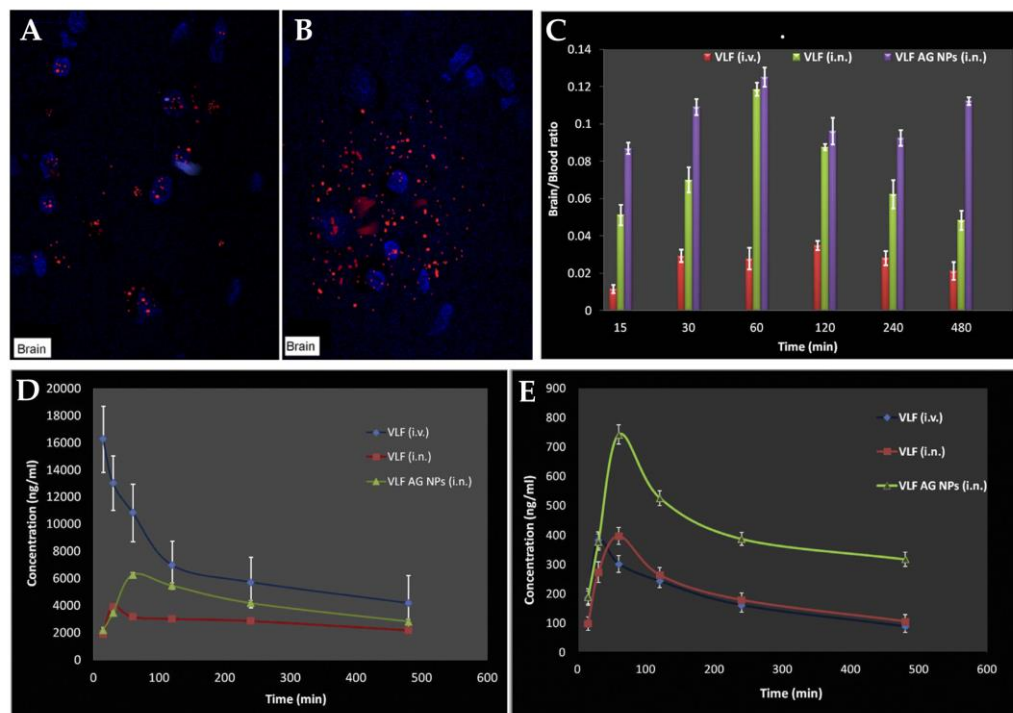 A
Brain
B
Brain
C
VLF (i.v.) VLF (i.n.) VLF AG NPs (i.n.)
Brain/Blood ratio
0.14
0.12
0.1
0.08
0.06
0.04
0.02
0
15 30 60 120 240 480
Time (min)
D
Concentration (ng/ml)
20000
18000
16000
14000
12000
10000
8000
6000
4000
2000
0
VLF (i.v.)
VLF (i.n.)
VLF AG NPs (i.n.)
0 100 200 300 400 500 600
Time (min)
E
Concentration (ng/ml)
900
800
700
600
500
400
300
200
100
0
VLF (i.v.)
VLF (i.n.)
VLF AG NPs (i.n.)
0 100 200 300 400 500 600
Time (min)